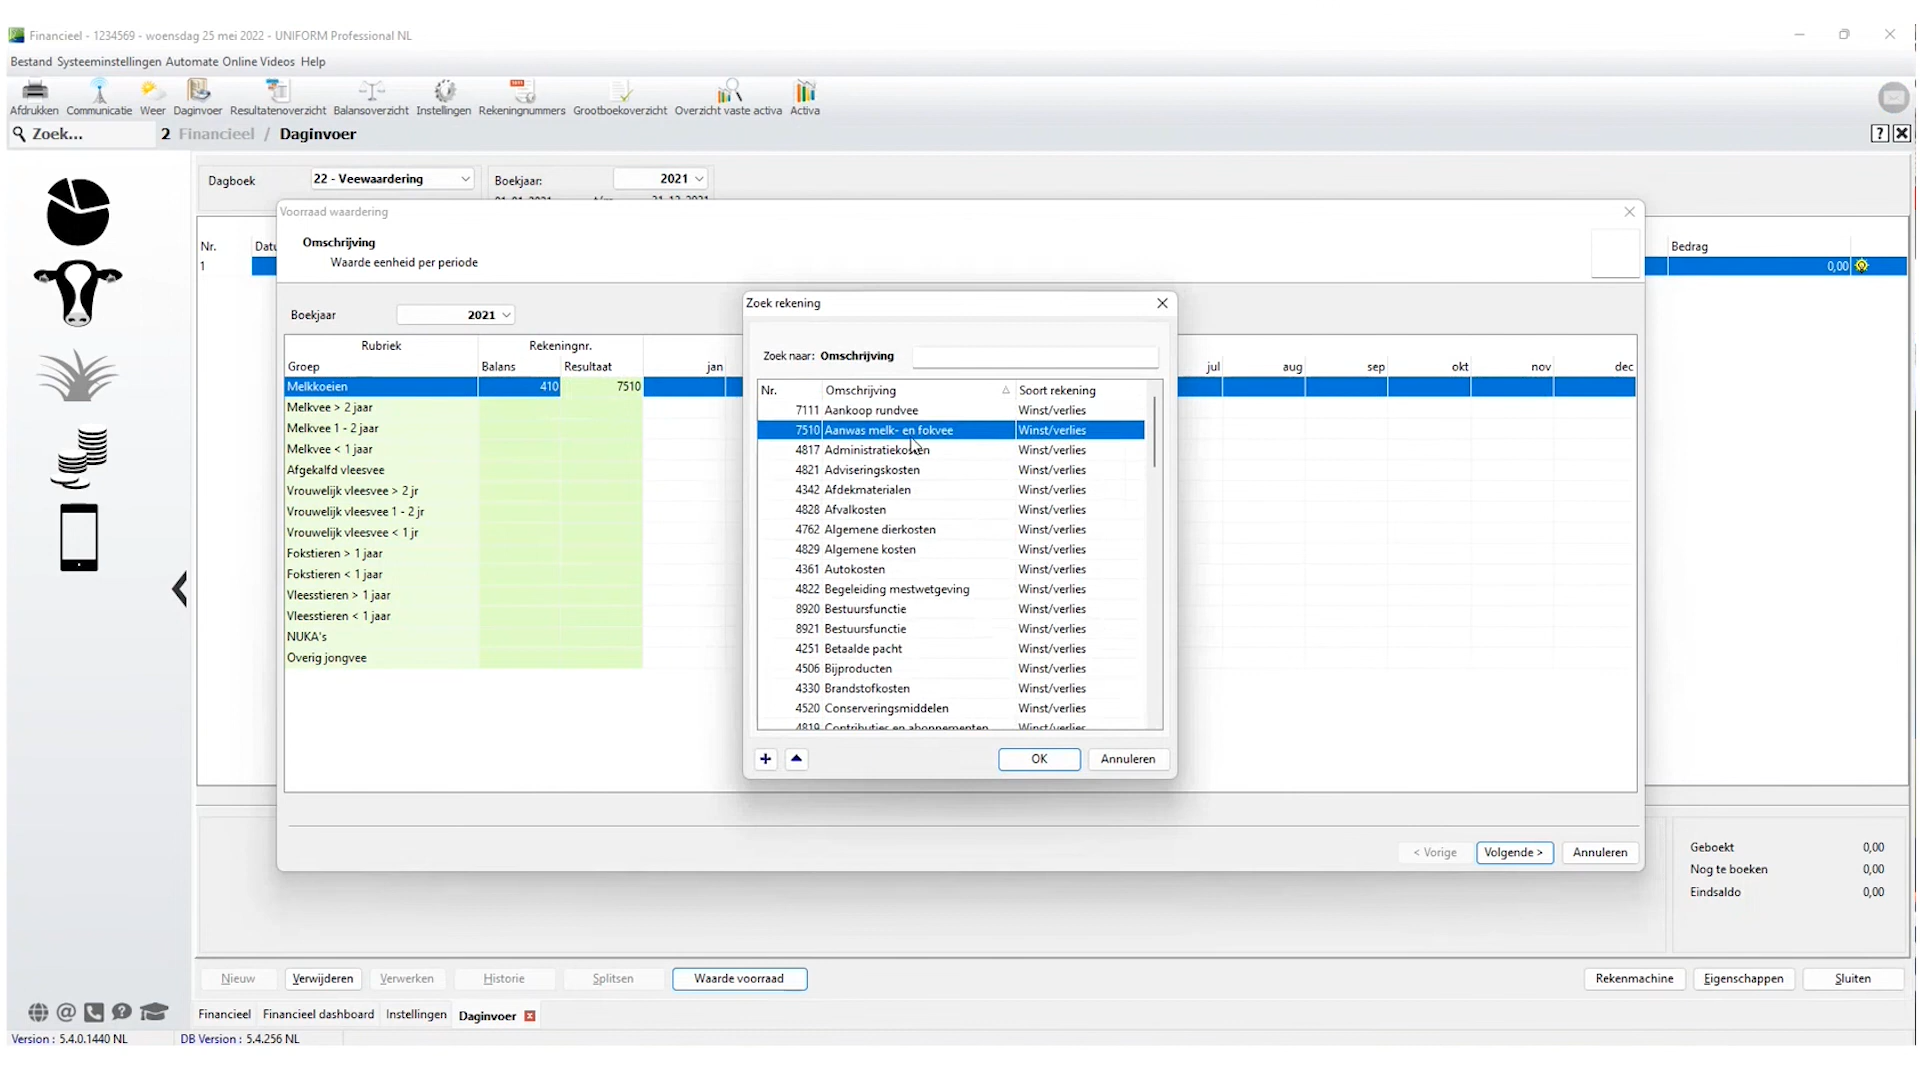 Financieel - 1234569 - woensdag 25 mei 2022 - UNIFORM Professional NL
Bestand Systeeminstellingen Automate Online Videos Help
Afdrukken Communicatie Weer Daginvoer Resultatenoverzicht Balansoverzicht Instellingen Rekeningnummers Grootboekoverzicht Overzicht vaste activa Activa
Zoek... 2 Financieel / Daginvoer
Dagboek 22 - Veewaardering Boekjaar: 2021
Voorraad waardering
Omschrijving
Waarde eenheid per periode
Nr. Bedrag
1 0,00
Boekjaar 2021
Rubriek Rekeningnr.
Groep Balans Resultaat jan jul aug sep okt nov dec
Melkkoeien 410 7510
Melkvee > 2 jaar
Melkvee 1 - 2 jaar
Melkvee < 1 jaar
Afgekalfd vleesvee
Vrouwelijk vleesvee > 2 jr
Vrouwelijk vleesvee 1 - 2 jr
Vrouwelijk vleesvee < 1 jr
Fokstieren > 1 jaar
Fokstieren < 1 jaar
Vleesstieren > 1 jaar
Vleesstieren < 1 jaar
NUKA's
Overig jongvee
Zoek rekening
Zoek naar: Omschrijving
Nr. Omschrijving Soort rekening
7111 Aankoop rundvee Winst/verlies
7510 Aanwas melk- en fokvee Winst/verlies
4817 Administratiekosten Winst/verlies
4821 Adviseringskosten Winst/verlies
4342 Afdekmaterialen Winst/verlies
4828 Afvalkosten Winst/verlies
4762 Algemene dierkosten Winst/verlies
4829 Algemene kosten Winst/verlies
4361 Autokosten Winst/verlies
4822 Begeleiding mestwetgeving Winst/verlies
8920 Bestuursfunctie Winst/verlies
8921 Bestuursfunctie Winst/verlies
4251 Betaalde pacht Winst/verlies
4506 Bijproducten Winst/verlies
4330 Brandstofkosten Winst/verlies
4520 Conserveringsmiddelen Winst/verlies
4819 Contributies en abonnementen Winst/verlies
OK Annuleren
< Vorige Volgende > Annuleren
Geboekt 0,00
Nog te boeken 0,00
Eindsaldo 0,00
Nieuw Verwijderen Verwerken Historie Splitsen Waarde voorraad Rekenmachine Eigenschappen Sluiten
Financieel Financieel dashboard Instellingen Daginvoer
Version : 5.4.0.1440 NL DB Version : 5.4.256 NL